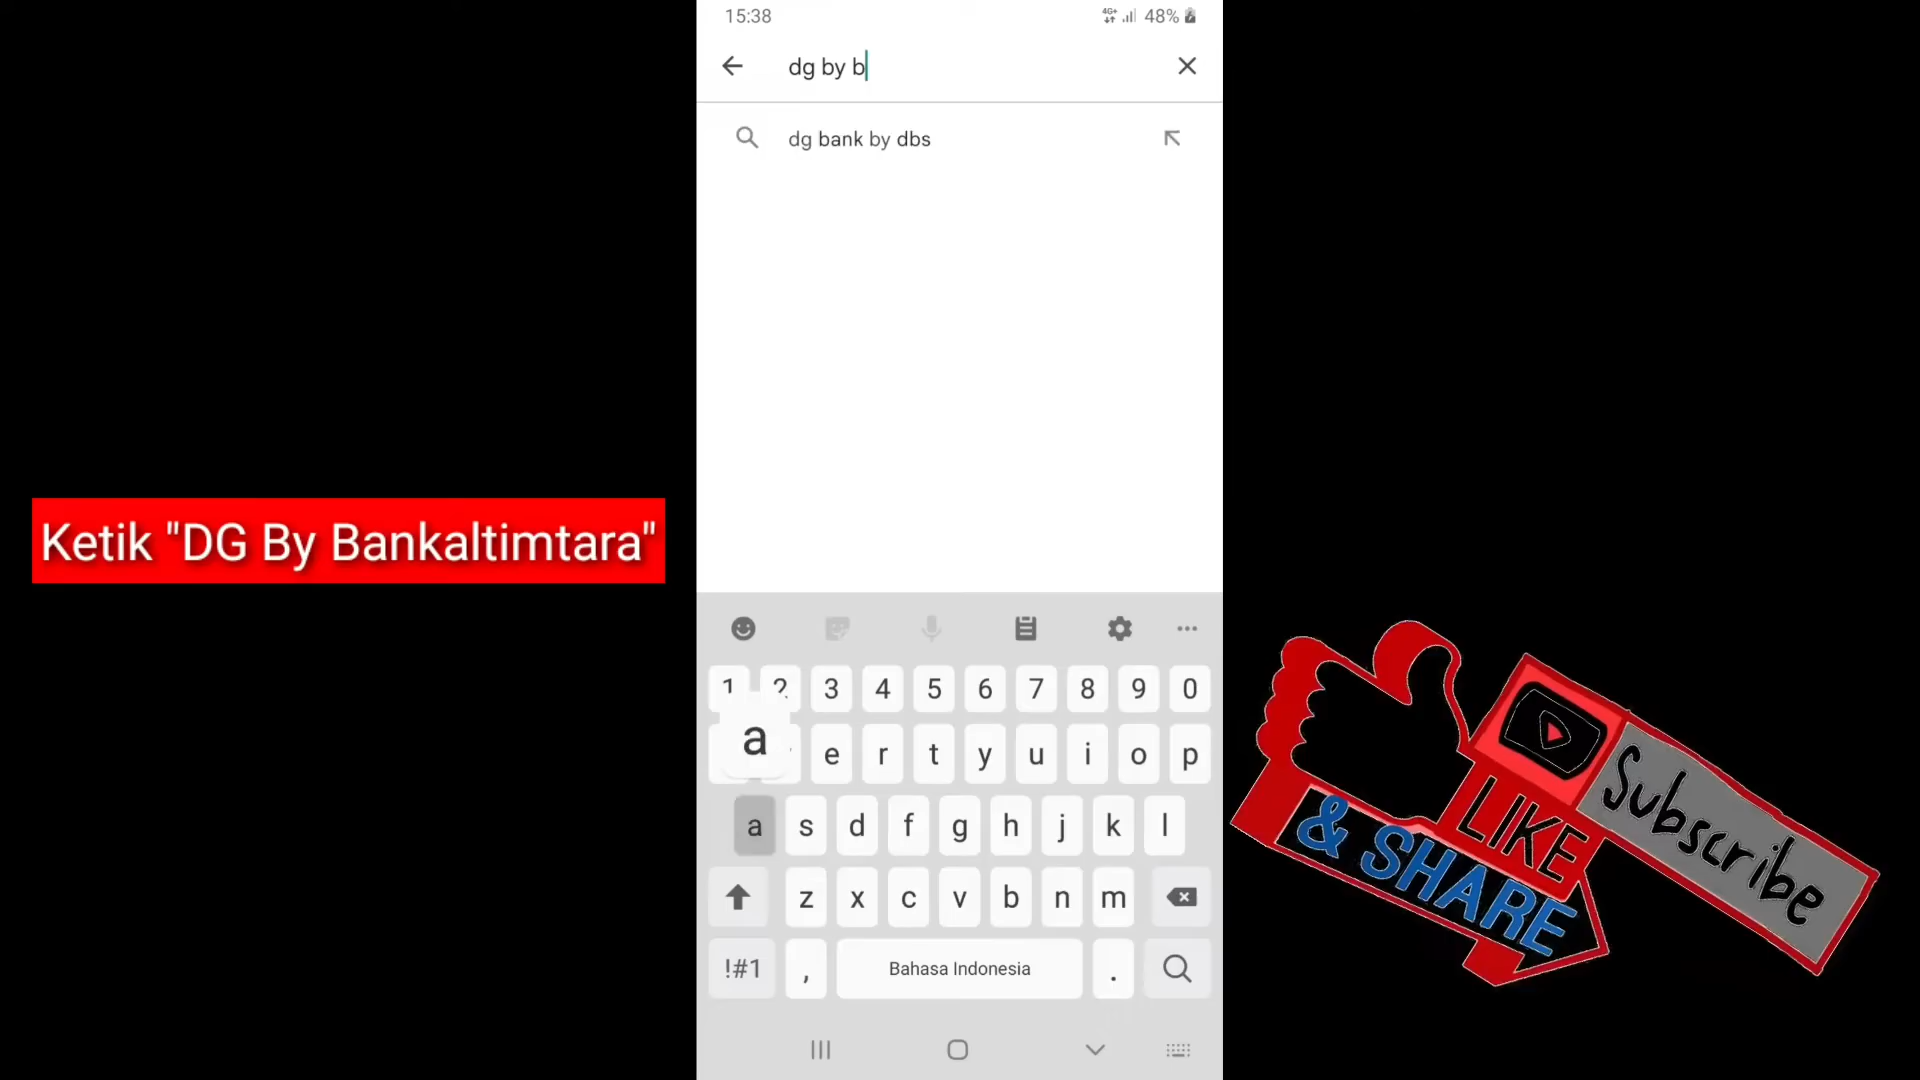 15:38
4G+ 48%
dg by b
dg bank by dbs
Ketik "DG By Bankaltimtara"
1 2 3 4 5 6 7 8 9 0
a
e r t y u i o p
a s d f g h j k l
z x c v b n m
!#1 , Bahasa Indonesia .
LIKE
& SHARE
Subscribe